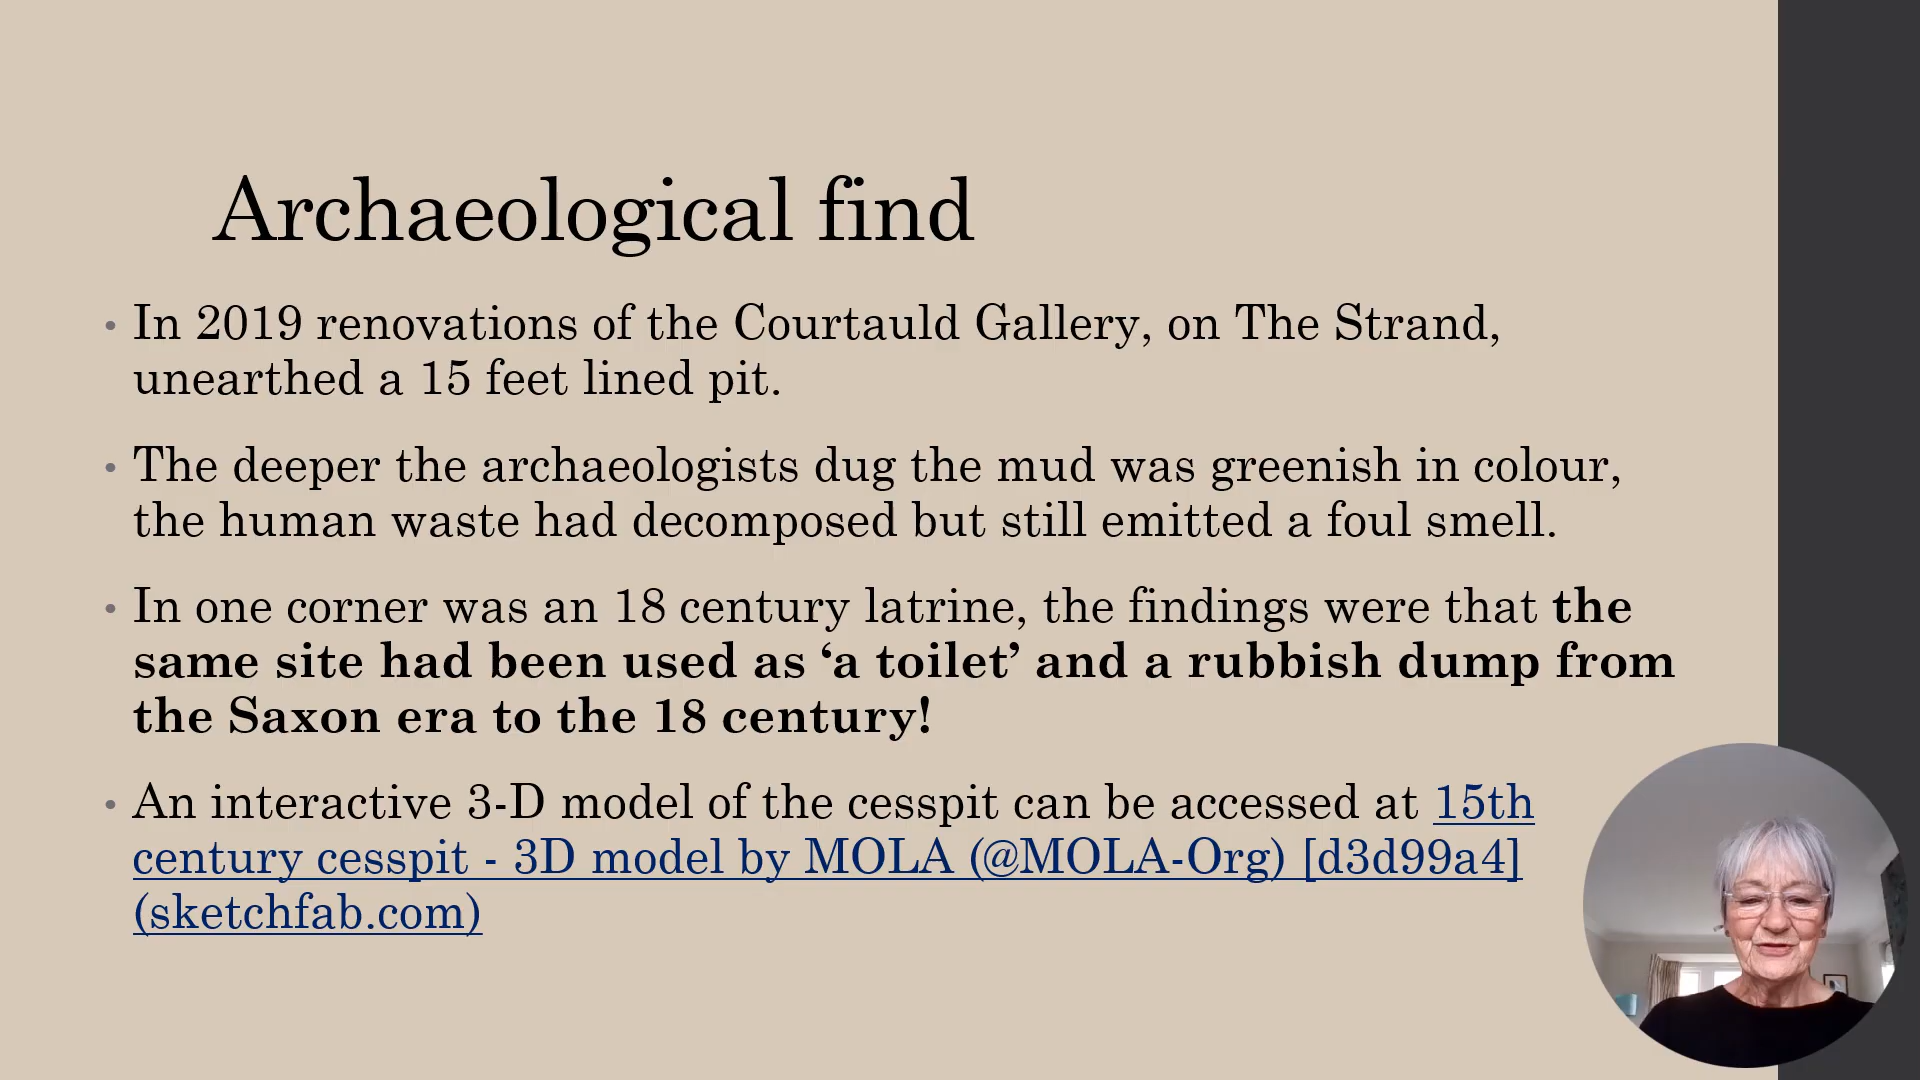 Archaeological find
• In 2019 renovations of the Courtauld Gallery, on The Strand,
unearthed a 15 feet lined pit.
• The deeper the archaeologists dug the mud was greenish in colour,
the human waste had decomposed but still emitted a foul smell.
• In one corner was an 18 century latrine, the findings were that the
same site had been used as ‘a toilet’ and a rubbish dump from
the Saxon era to the 18 century!
• An interactive 3-D model of the cesspit can be accessed at 15th
century cesspit - 3D model by MOLA (@MOLA-Org) [d3d99a4]
(sketchfab.com)